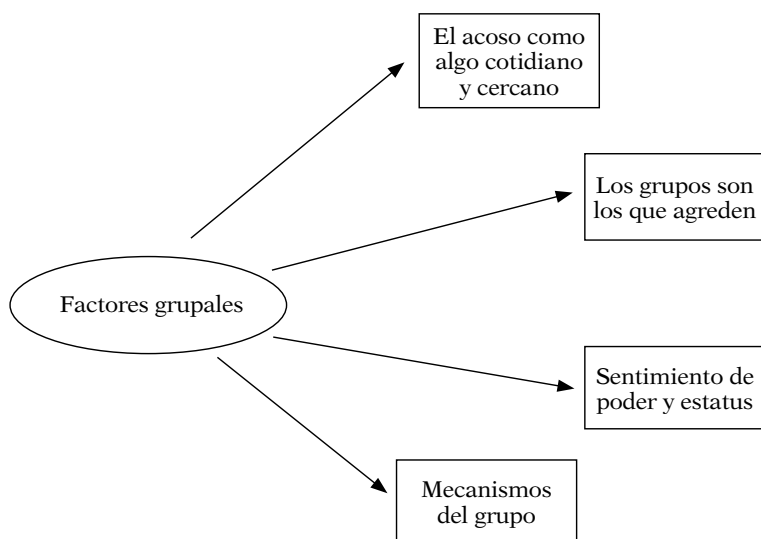 El acoso como
algo cotidiano
y cercano
Los grupos son
los que agreden
Factores grupales
Sentimiento de
poder y estatus
Mecanismos
del grupo